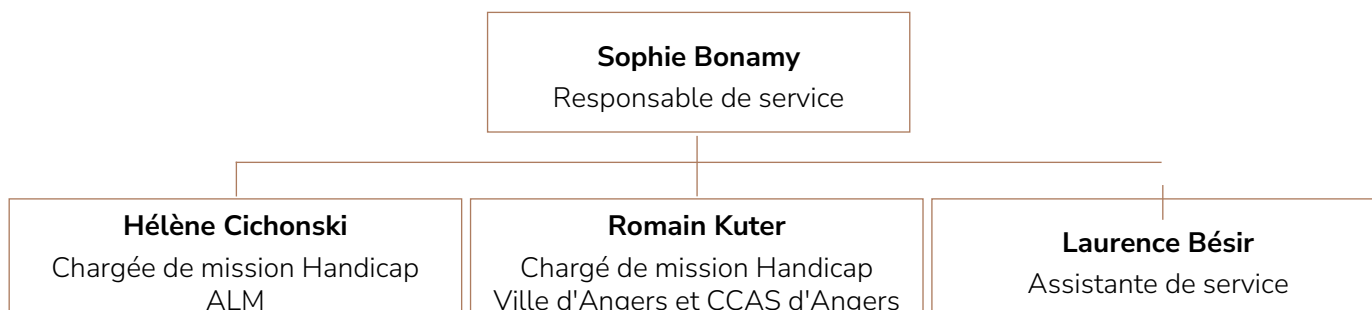 Sophie Bonamy
Responsable de service
Hélène Cichonski
Chargée de mission Handicap
ALM
Romain Kuter
Chargé de mission Handicap
Ville d'Angers et CCAS d'Angers
Laurence Bésir
Assistante de service